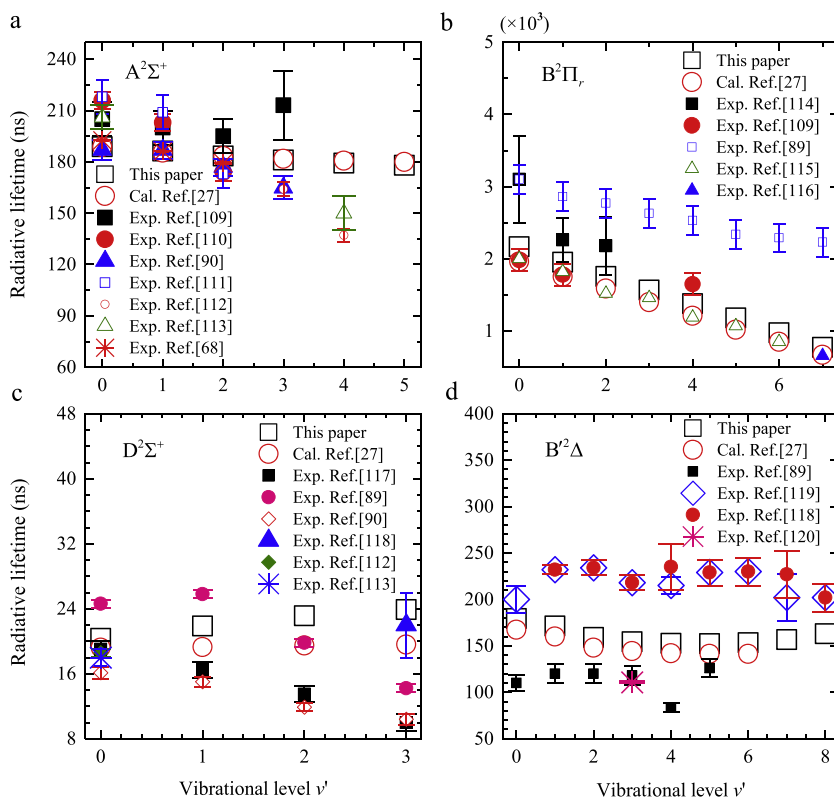 a
A²Σ⁺
Radiative lifetime (ns)
60
90
120
150
180
210
240
0
1
2
3
4
5
This paper
Cal. Ref.[27]
Exp. Ref.[109]
Exp. Ref.[110]
Exp. Ref.[90]
Exp. Ref.[111]
Exp. Ref.[112]
Exp. Ref.[113]
Exp. Ref.[68]
b
(×10³)
B²Πᵣ
5
4
3
2
1
0
2
4
6
This paper
Cal. Ref.[27]
Exp. Ref.[114]
Exp. Ref.[109]
Exp. Ref.[89]
Exp. Ref.[115]
Exp. Ref.[116]
c
D²Σ⁺
Radiative lifetime (ns)
48
40
32
24
16
8
0
1
2
3
Vibrational level v'
This paper
Cal. Ref.[27]
Exp. Ref.[117]
Exp. Ref.[89]
Exp. Ref.[90]
Exp. Ref.[118]
Exp. Ref.[112]
Exp. Ref.[113]
d
B'²Δ
400
350
300
250
200
150
100
50
0
2
4
6
8
Vibrational level v'
This paper
Cal. Ref.[27]
Exp. Ref.[89]
Exp. Ref.[119]
Exp. Ref.[118]
Exp. Ref.[120]